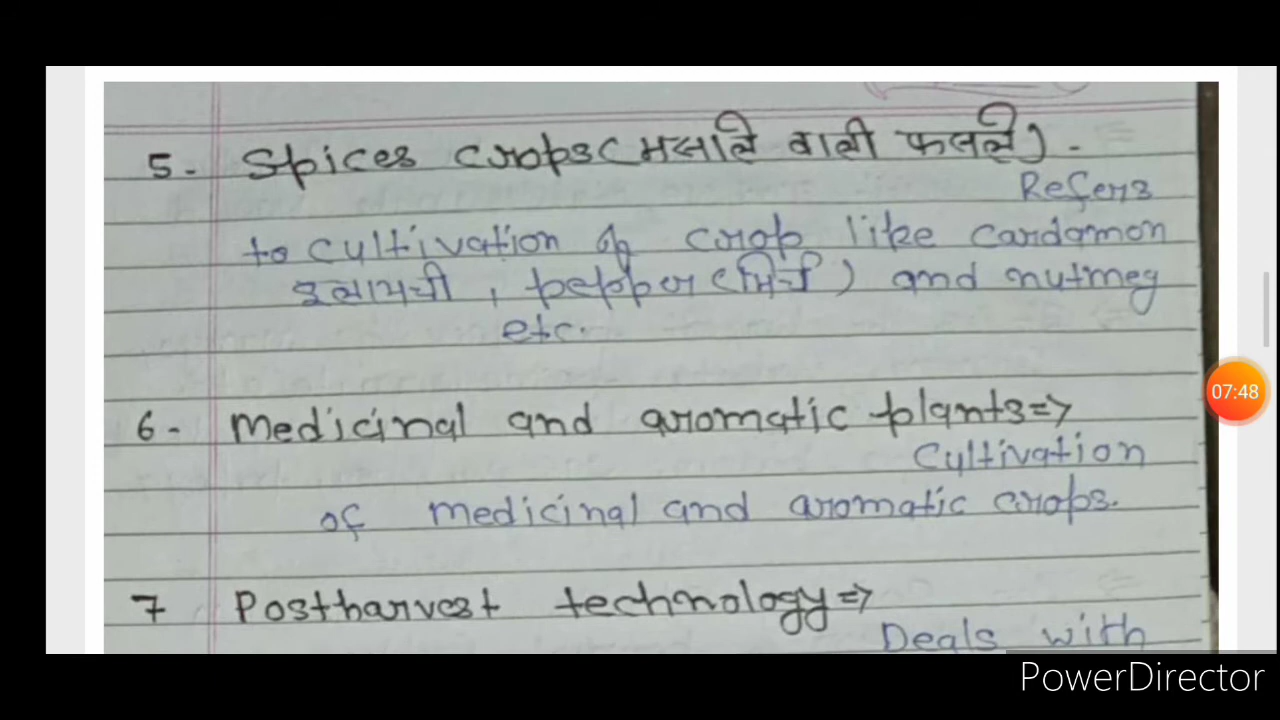 5. Spices crops (मसाले वाली फसले) -
Refers
to cultivation of crop like cardamon
इलायची, pepper (मिर्च) and nutmeg
etc.
6- Medicinal and aromatic plants=>
Cultivation
of medicinal and aromatic crops.
7 Postharvest technology=>
Deals with
07:48
PowerDirector